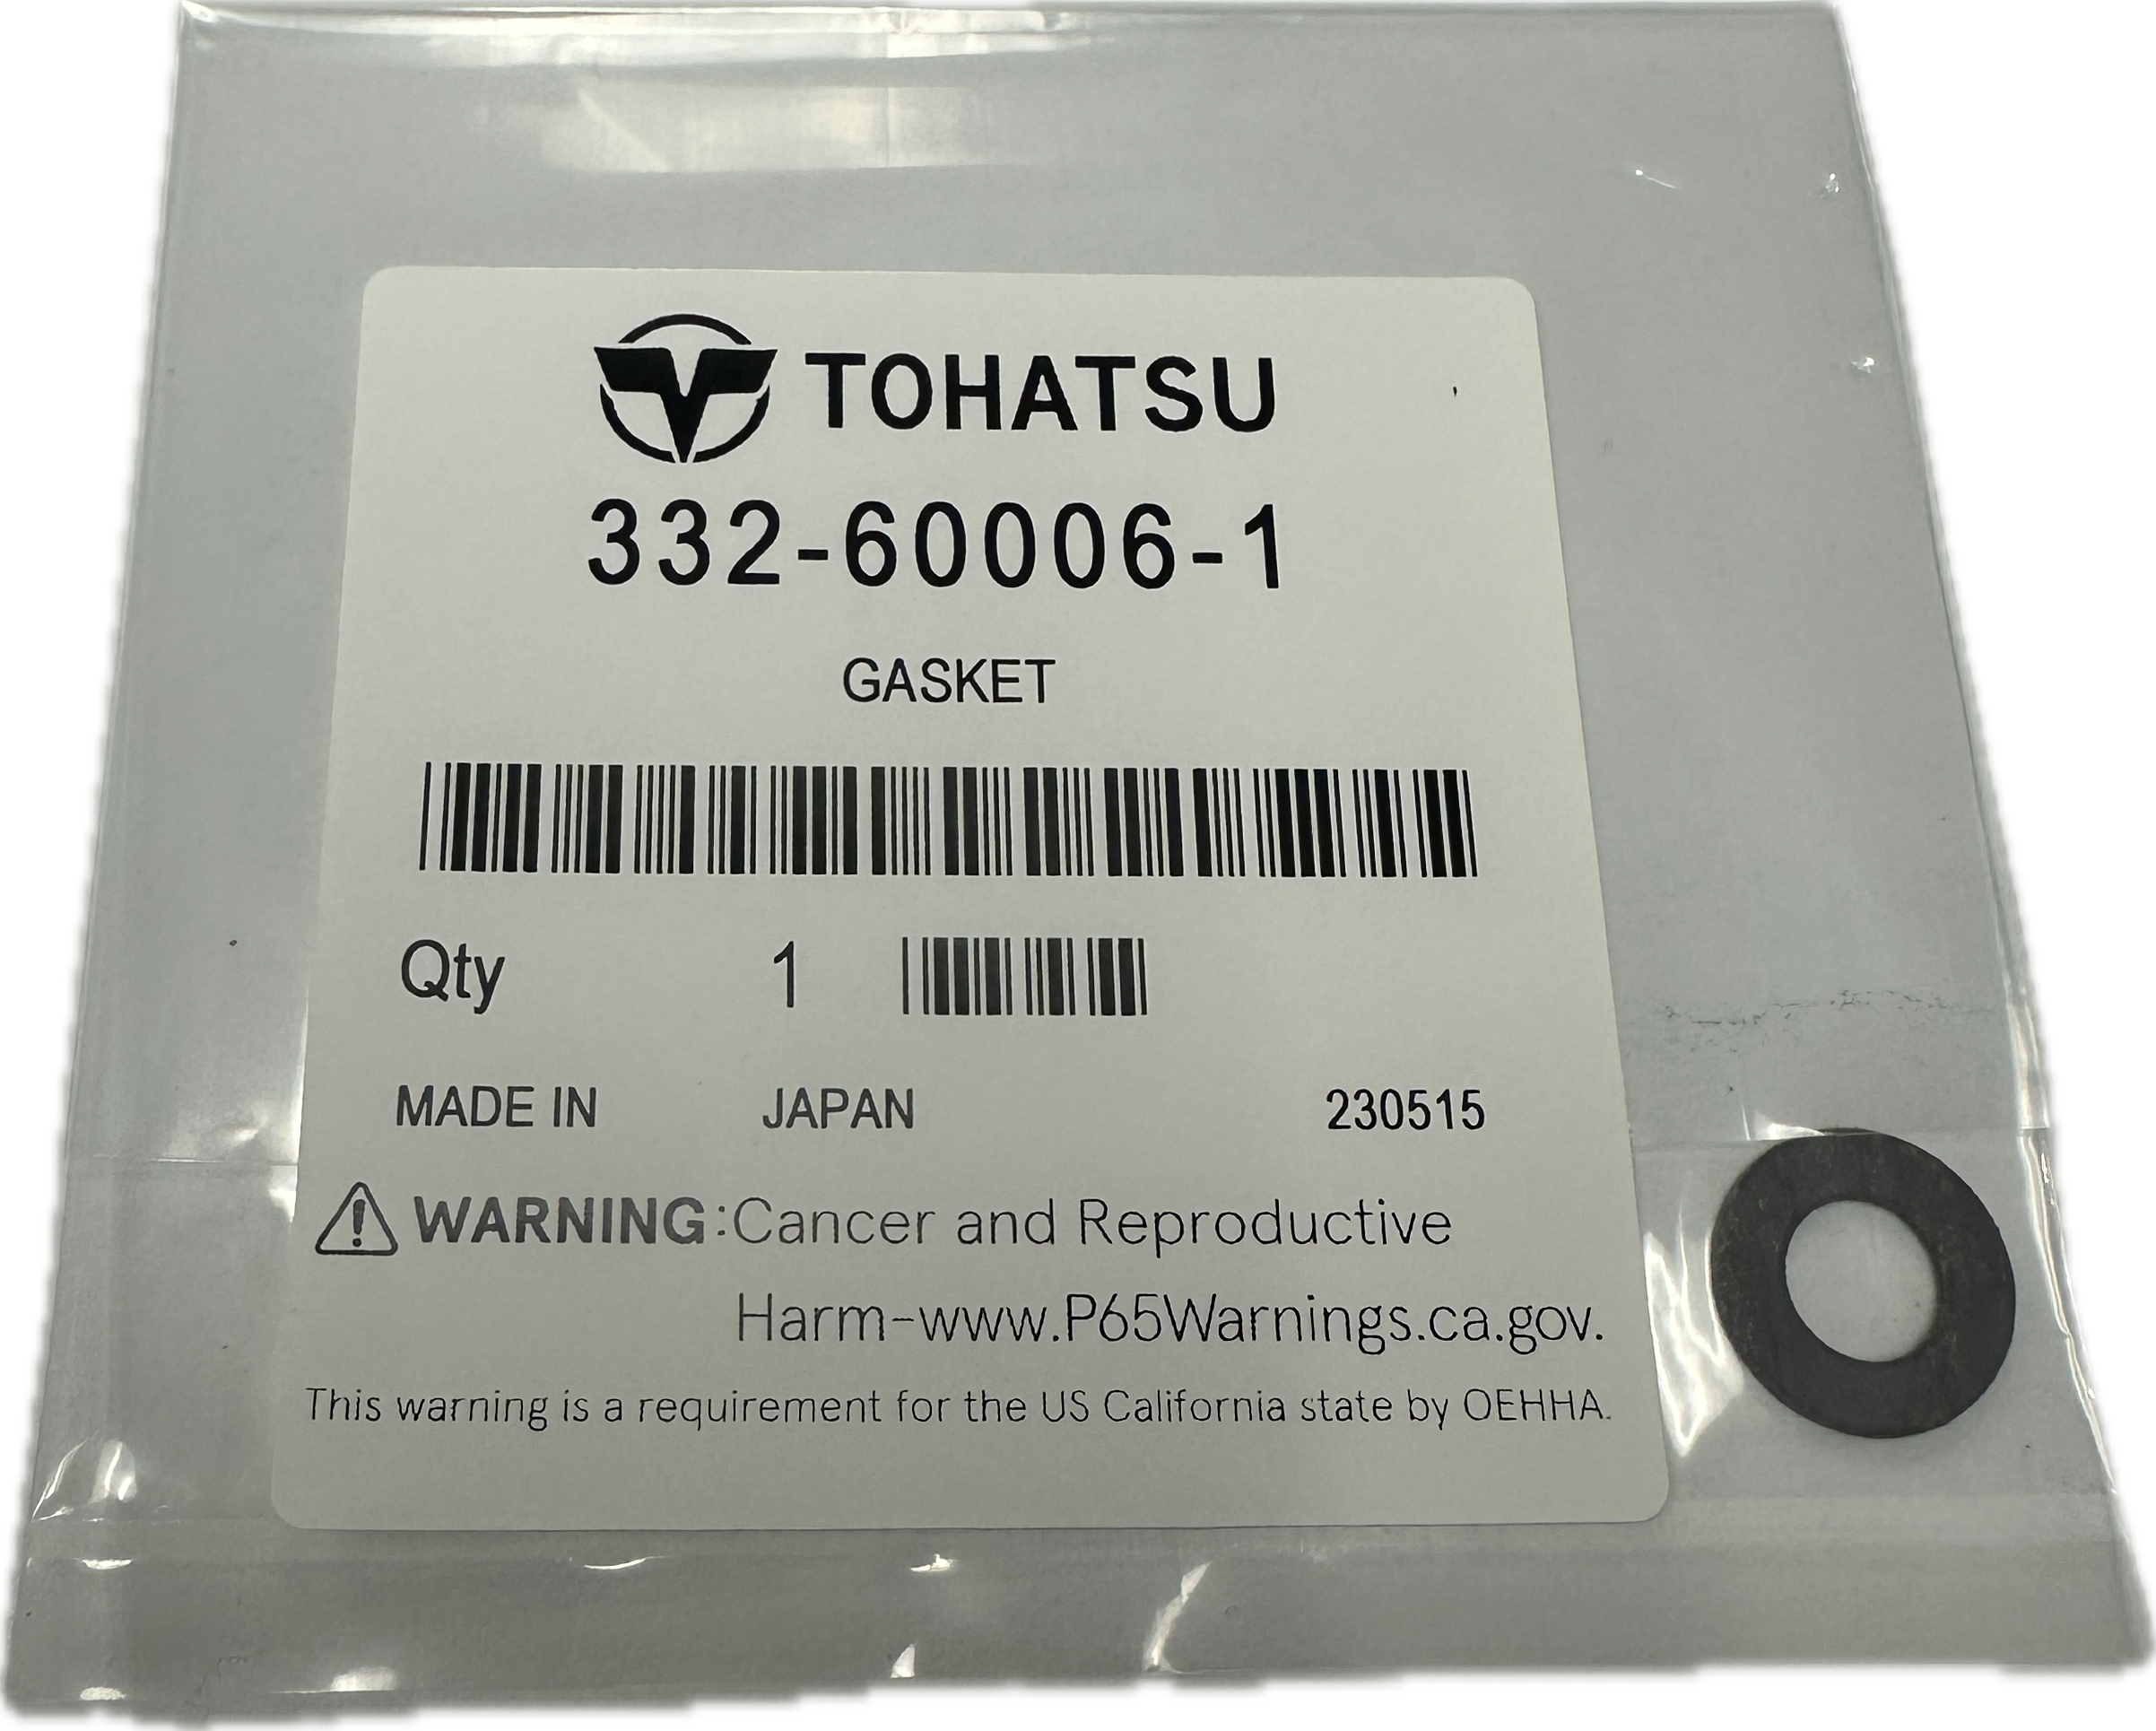 TOHATSU
332-60006-1
GASKET
Qty 1
MADE IN JAPAN 230515
WARNING:Cancer and Reproductive
Harm-www.P65Warnings.ca.gov.
This warning is a requirement for the US California state by OEHHA.